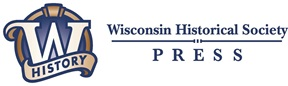 W
HISTORY
Wisconsin Historical Society
PRESS